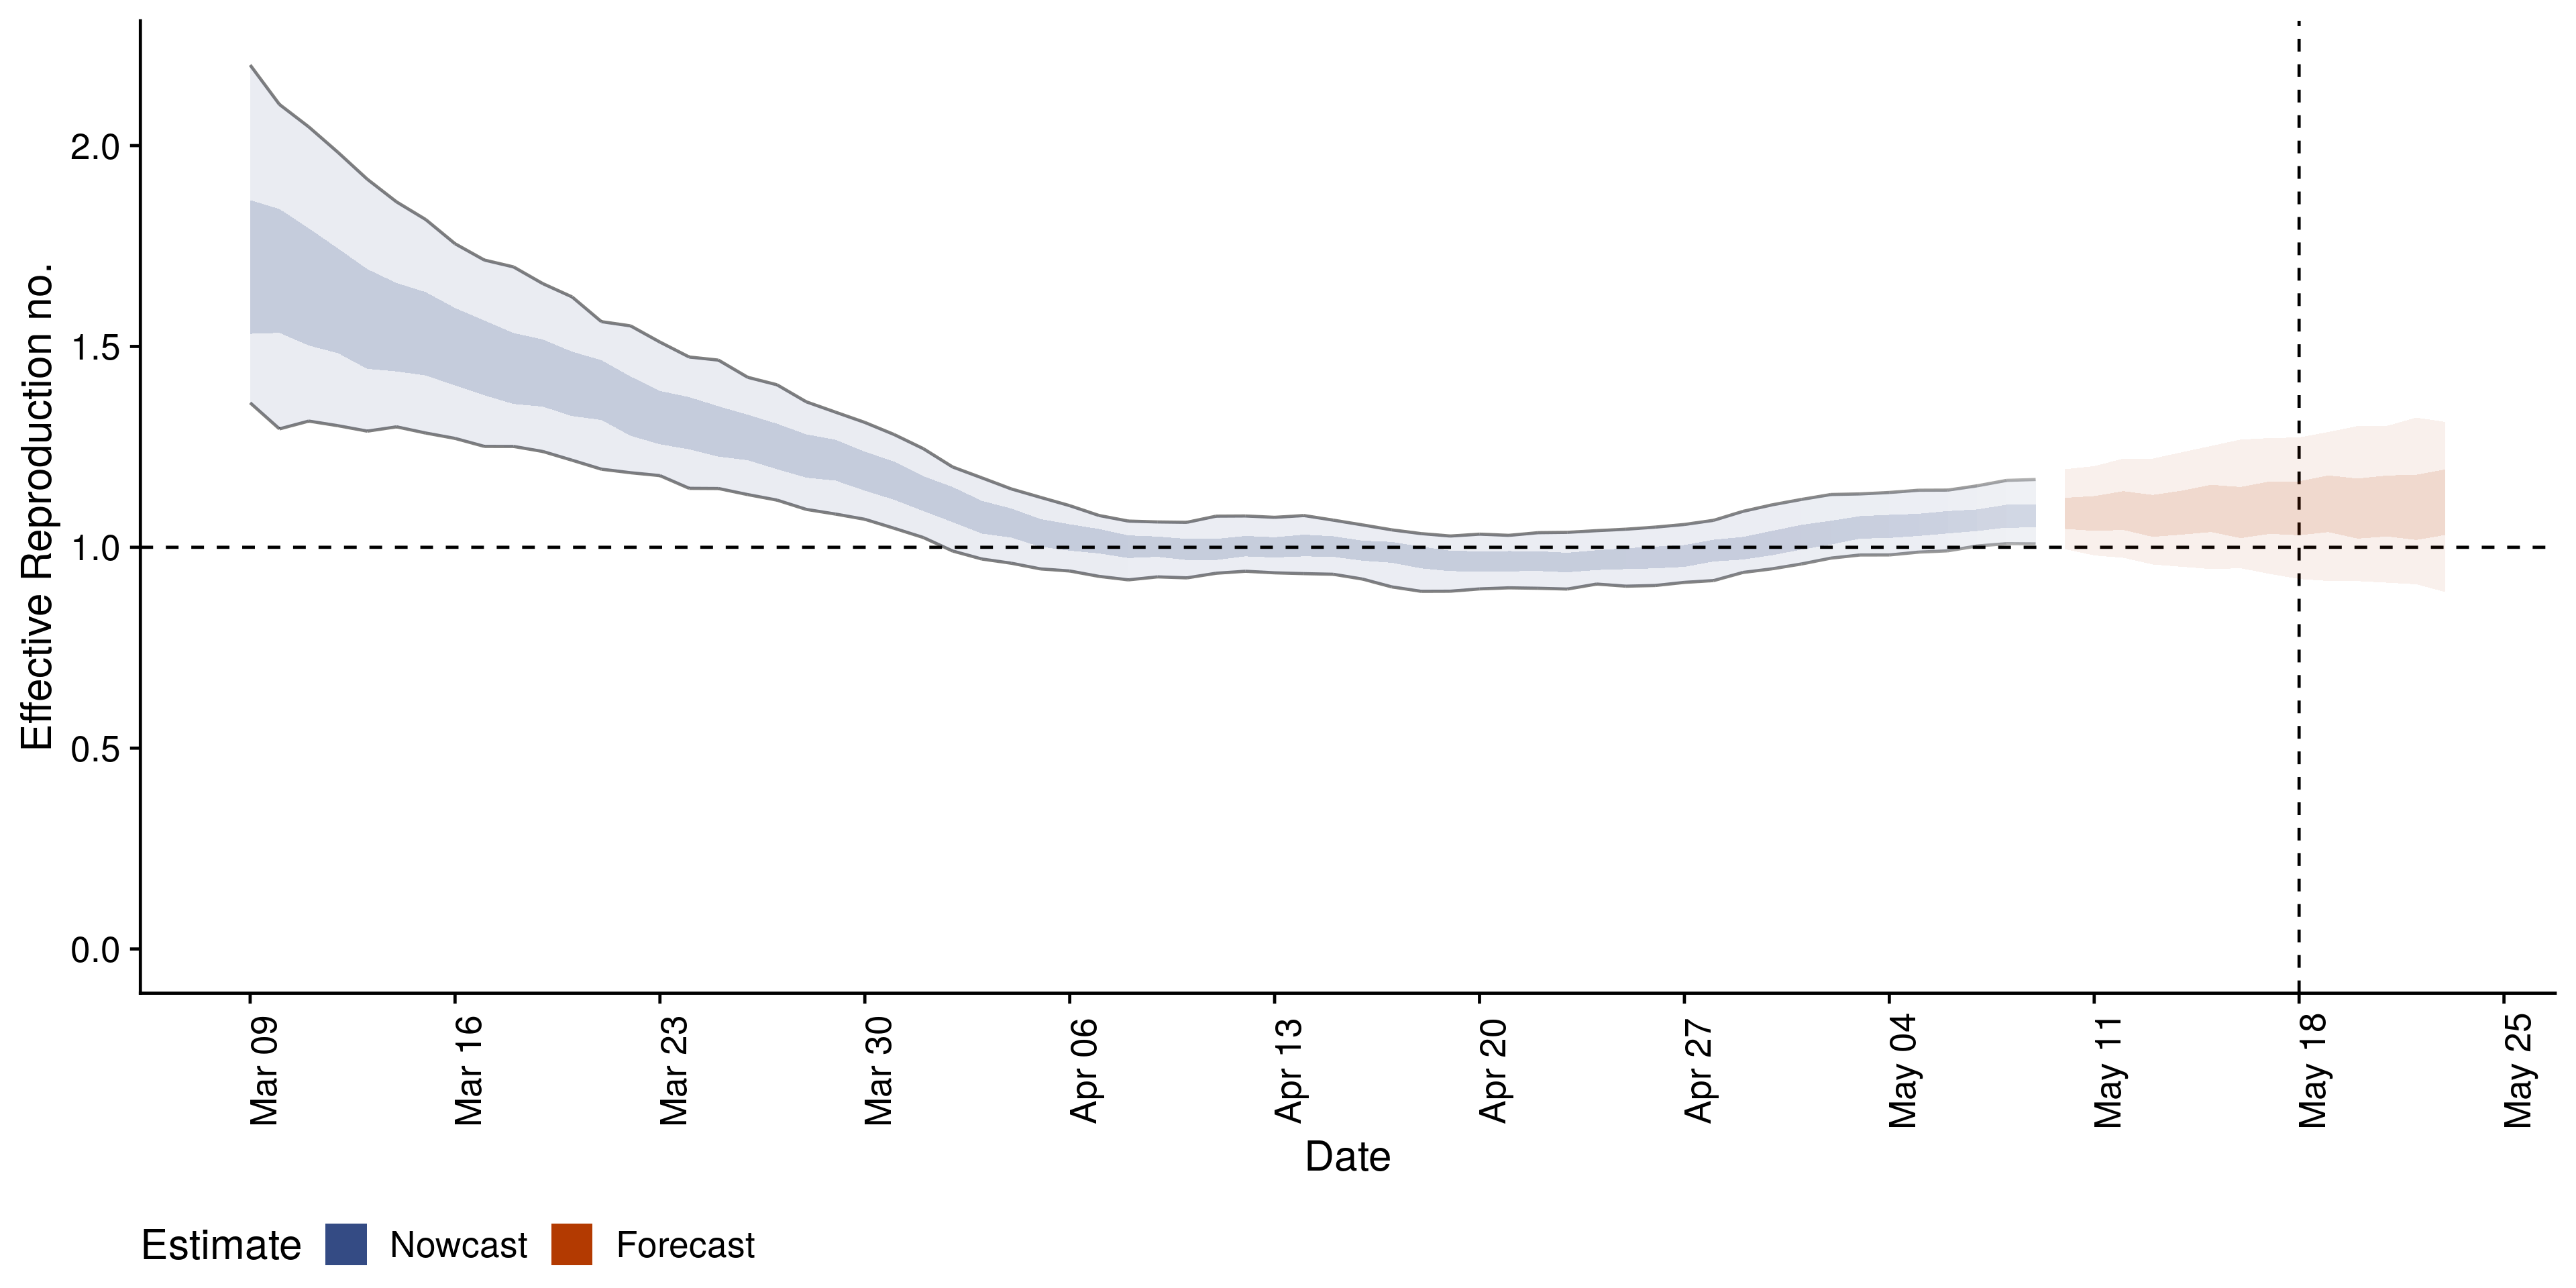 Effective Reproduction no.
2.0
1.5
1.0
0.5
0.0
Mar 09
Mar 16
Mar 23
Mar 30
Apr 06
Apr 13
Apr 20
Apr 27
May 04
May 11
May 18
May 25
Date
Estimate Nowcast Forecast